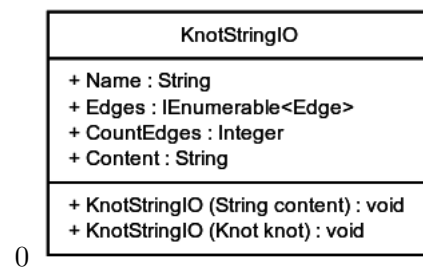 KnotStringIO
+ Name : String
+ Edges : IEnumerable<Edge>
+ CountEdges : Integer
+ Content : String
+ KnotStringIO (String content) : void
+ KnotStringIO (Knot knot) : void
0